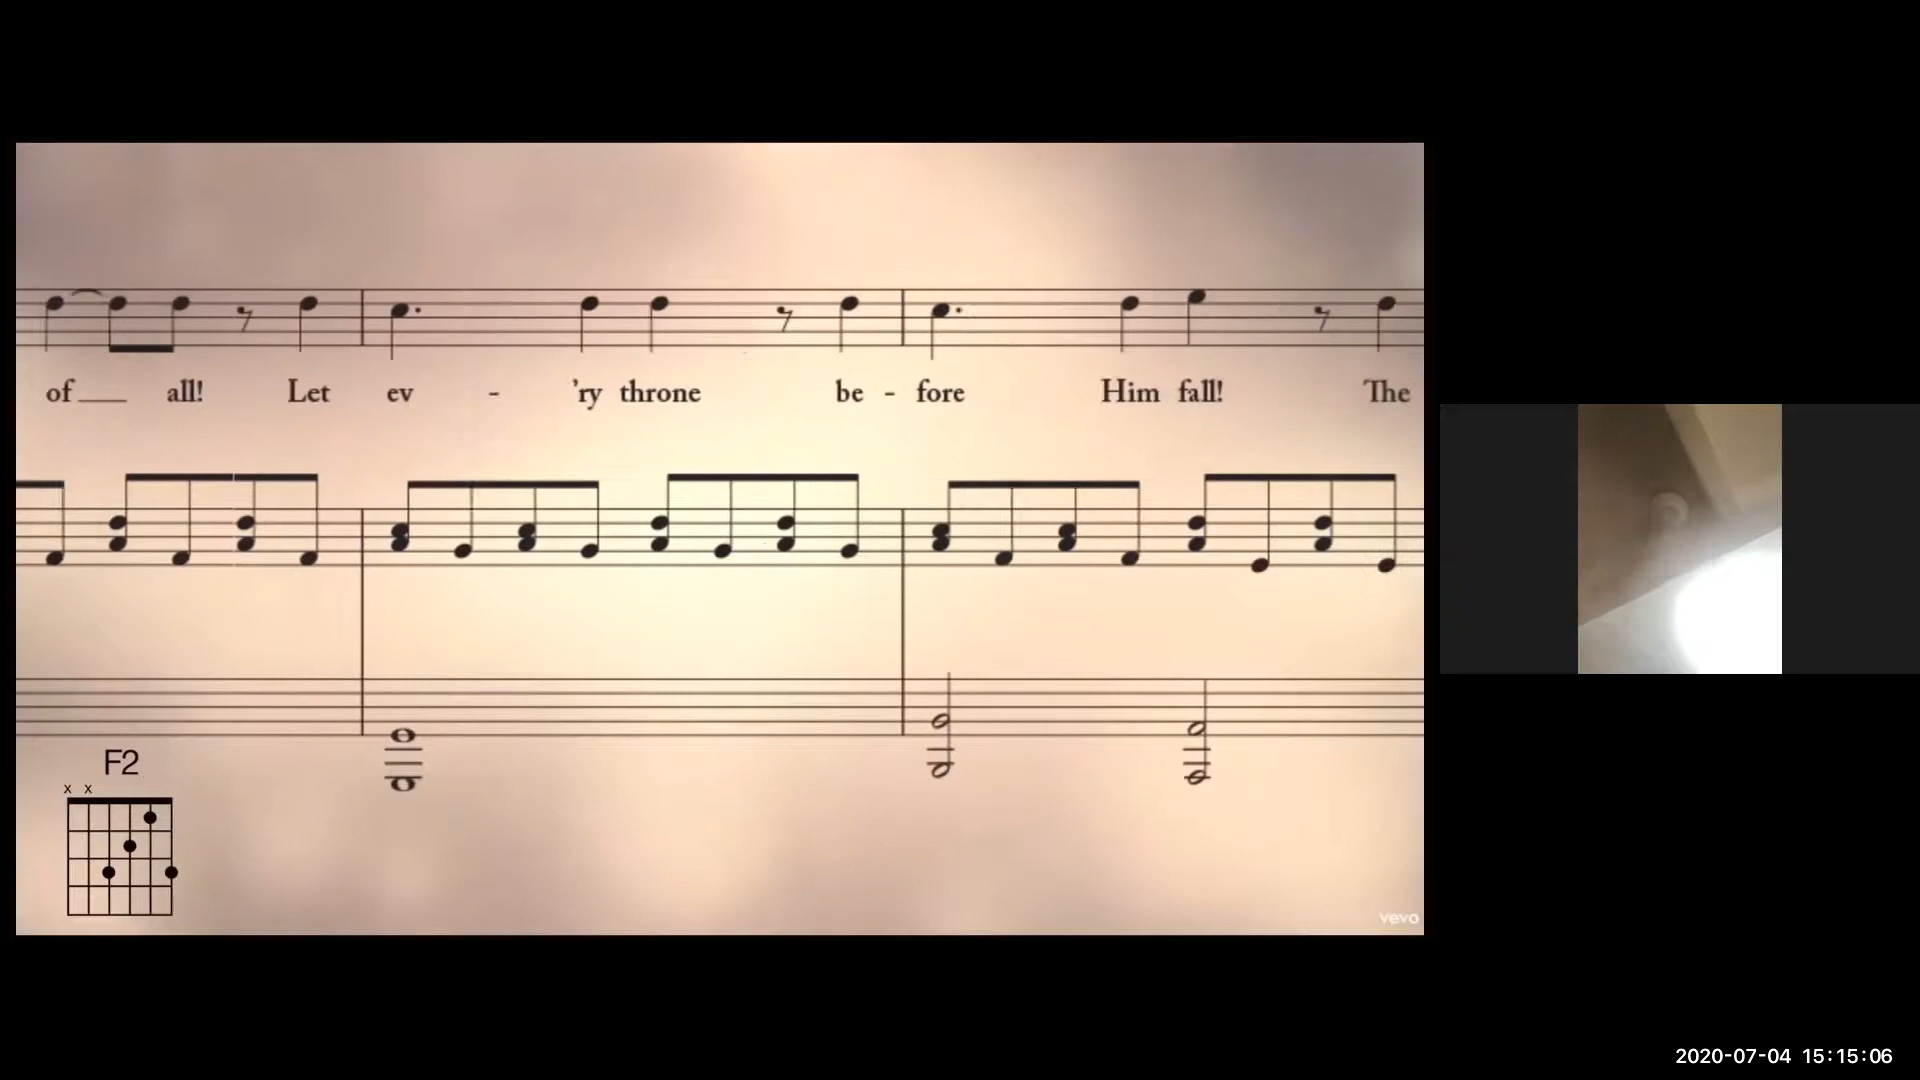 of all! Let ev - 'ry throne be - fore Him fall! The
F2
x x
vevo
2020-07-04 15:15:06